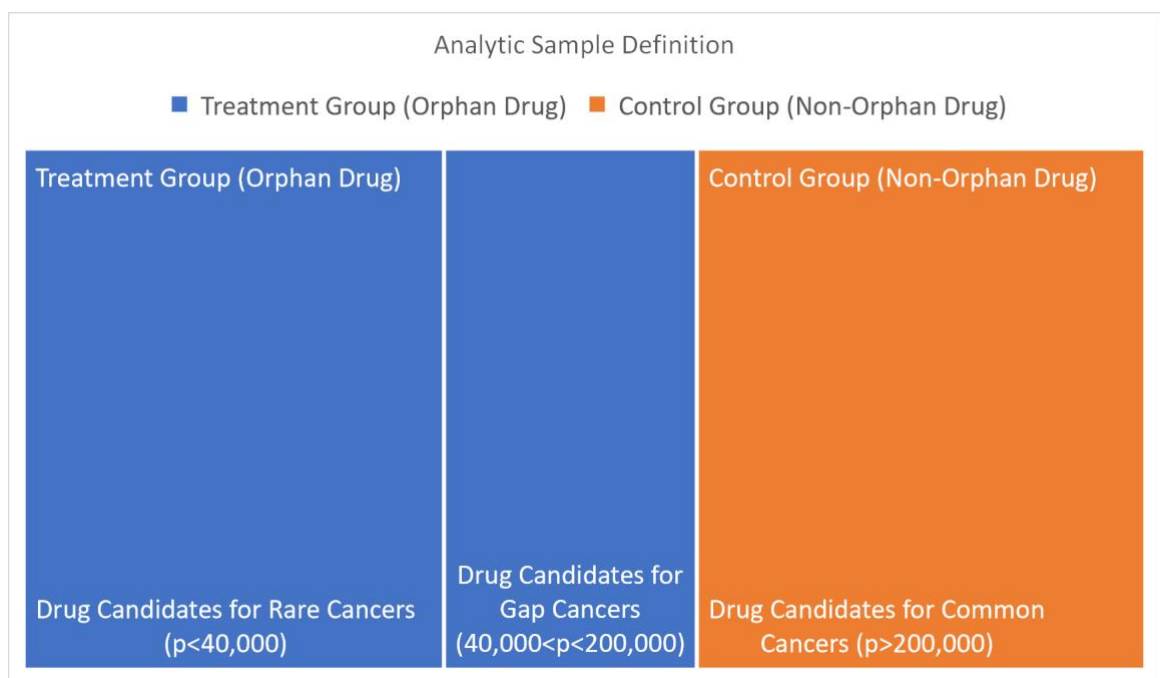 Analytic Sample Definition
Treatment Group (Orphan Drug) Control Group (Non-Orphan Drug)
Treatment Group (Orphan Drug)
Drug Candidates for Rare Cancers
(p<40,000)
Drug Candidates for
Gap Cancers
(40,000<p<200,000)
Control Group (Non-Orphan Drug)
Drug Candidates for Common
Cancers (p>200,000)